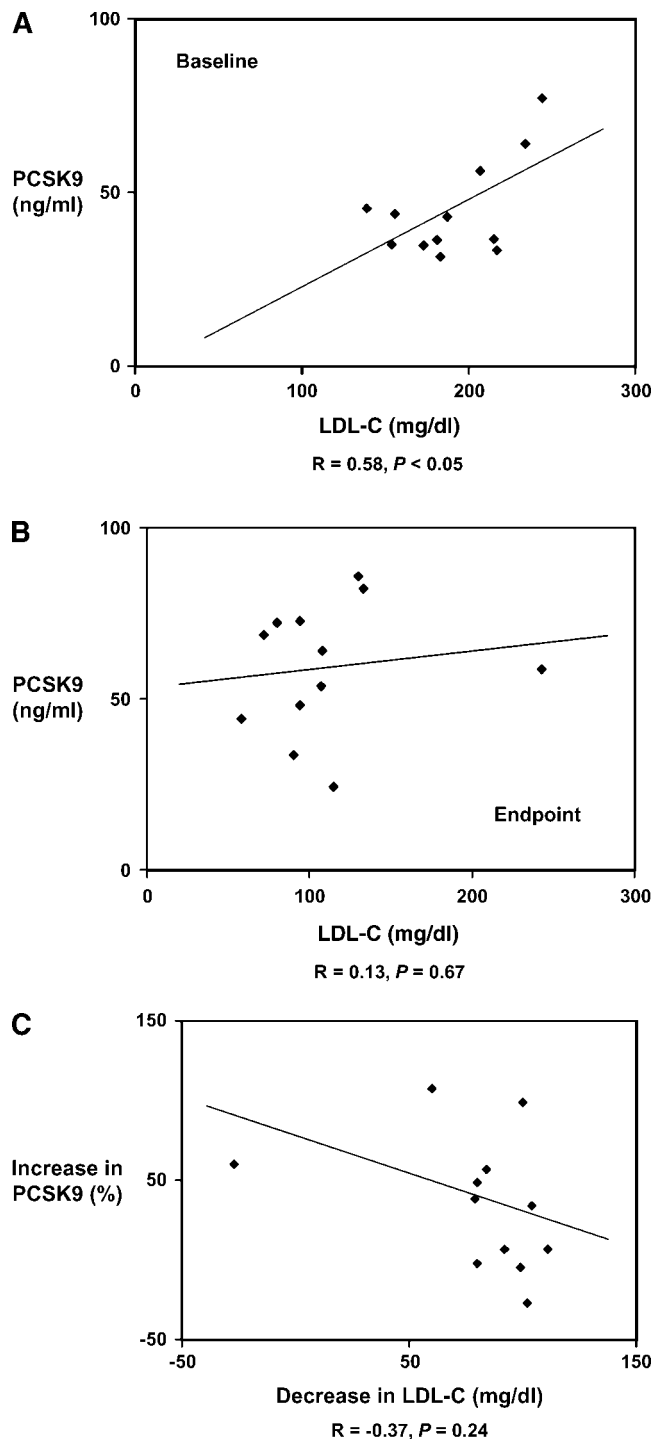 A
100
Baseline
PCSK9
(ng/ml)
50
0
0 100 200 300
LDL-C (mg/dl)
R = 0.58, P < 0.05
B
100
PCSK9
(ng/ml)
50
Endpoint
0
0 100 200 300
LDL-C (mg/dl)
R = 0.13, P = 0.67
C
150
Increase in
PCSK9 (%)
50
-50
-50 50 150
Decrease in LDL-C (mg/dl)
R = -0.37, P = 0.24